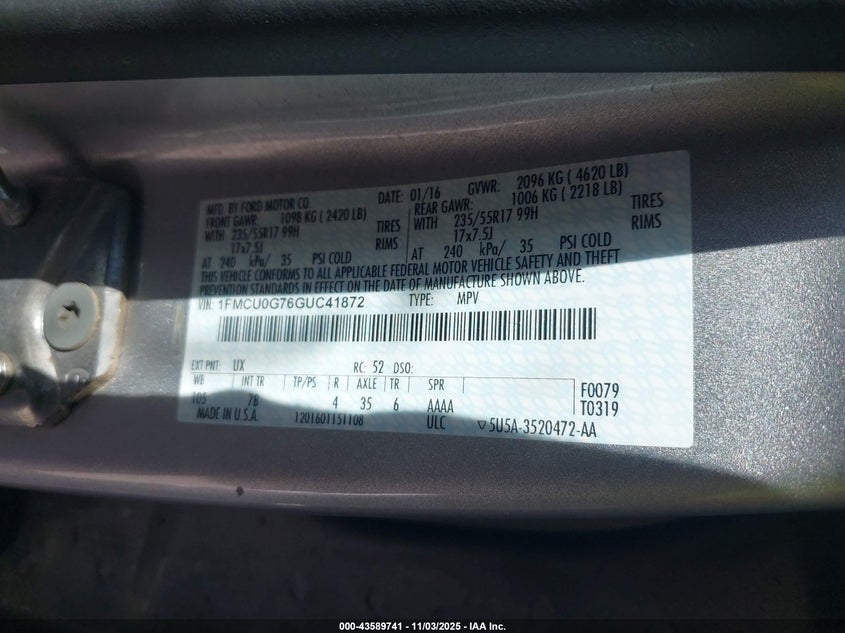 MFD. BY FORD MOTOR CO.
DATE: 01/16 GVWR: 2096 KG ( 4620 LB)
FRONT GAWR: 1098 KG ( 2420 LB)
REAR GAWR: 1006 KG ( 2218 LB)
WITH 235/55R17 99H TIRES
WITH 235/55R17 99H TIRES
17x7.5J RIMS
17x7.5J RIMS
AT 240 kPa/ 35 PSI COLD
AT 240 kPa/ 35 PSI COLD
THIS VEHICLE CONFORMS TO ALL APPLICABLE FEDERAL MOTOR VEHICLE SAFETY AND THEFT
PREVENTION STANDARDS IN EFFECT ON THE DATE OF MANUFACTURE SHOWN ABOVE.
VIN: 1FMCU0G76GUC41872 TYPE: MPV
EXT PNT: UX RC: 52 DSO:
WB INT TR TP/PS R AXLE TR SPR
105 7B 4 35 6 AAAA
F0079
T0319
MADE IN U.S.A. 1201601151108 ULC ▽5U5A-3520472-AA
000-43589741 - 11/03/2025 - IAA Inc.